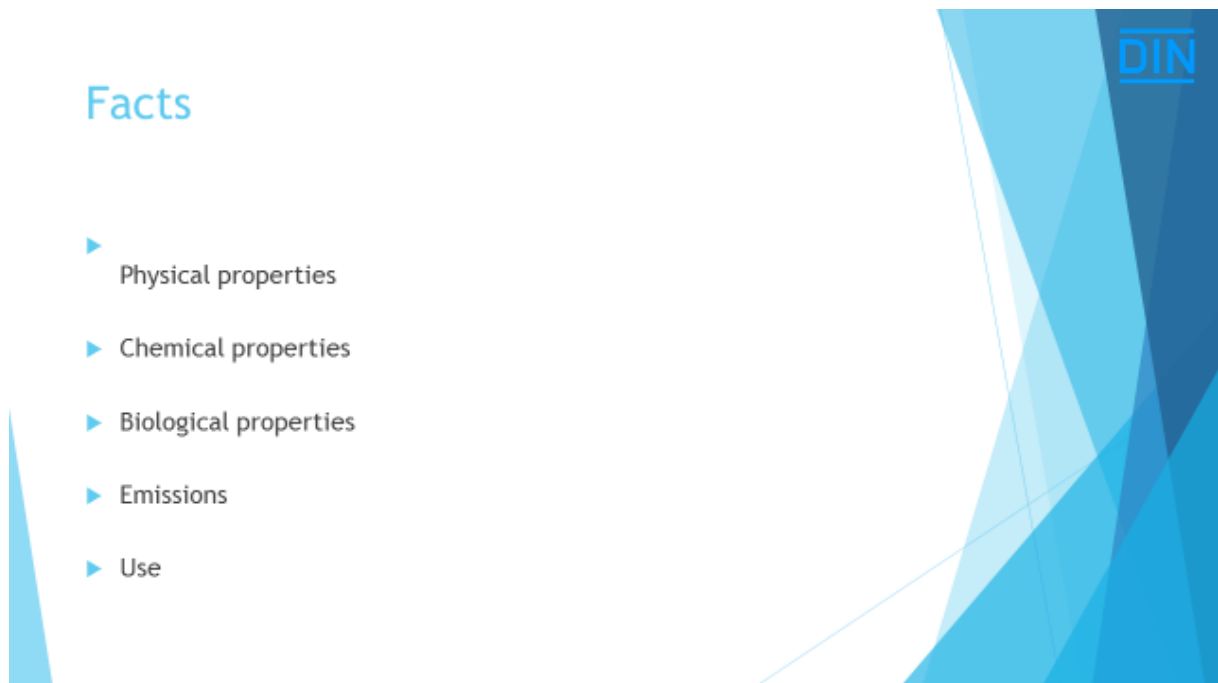 DIN
Facts
Physical properties
Chemical properties
Biological properties
Emissions
Use